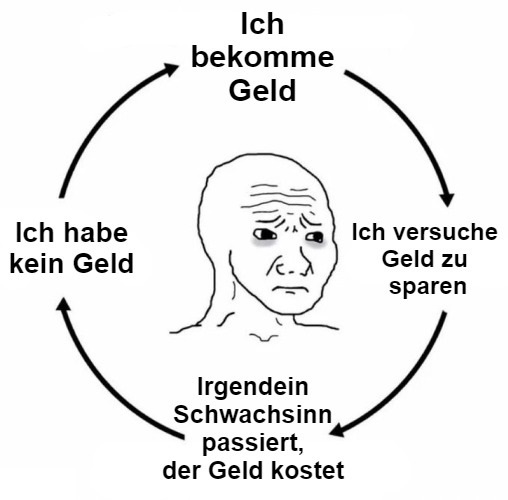 Ich
bekomme
Geld
Ich versuche
Geld zu
sparen
Irgendein
Schwachsinn
passiert,
der Geld kostet
Ich habe
kein Geld